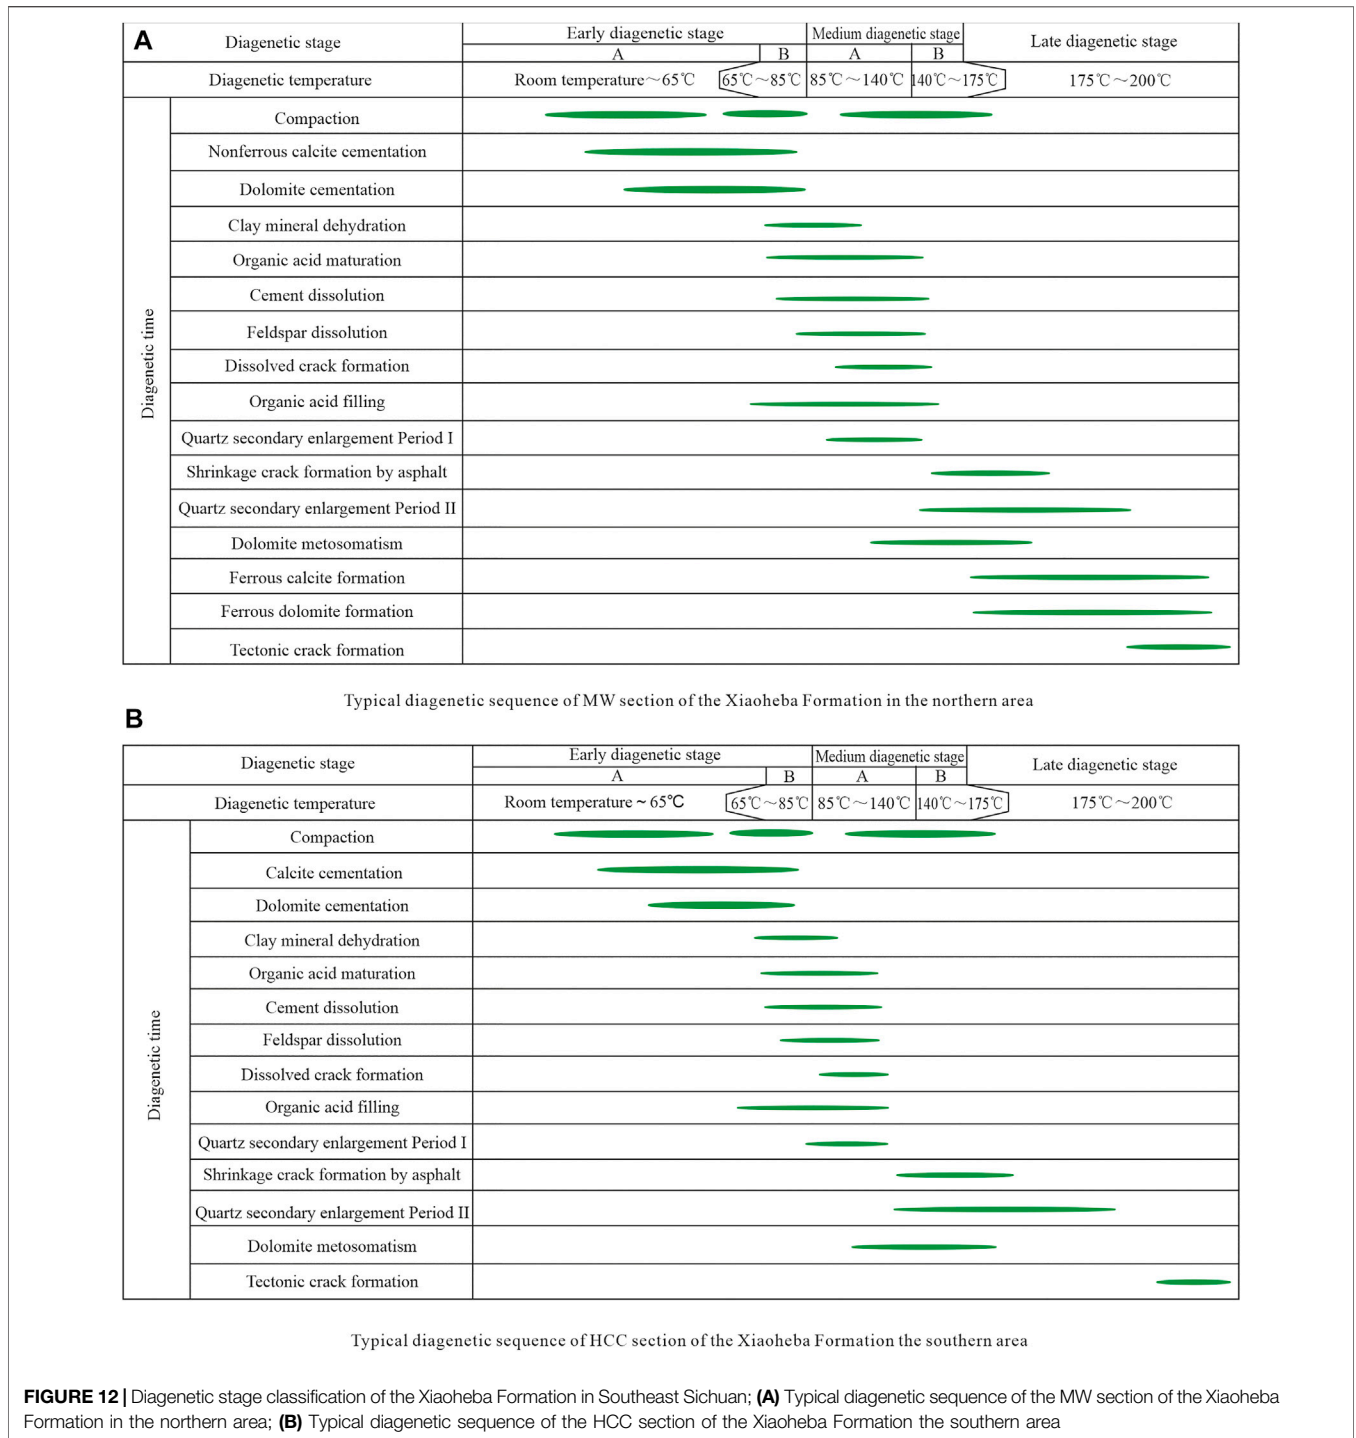 A
Diagenetic stage
Early diagenetic stage
Medium diagenetic stage
Late diagenetic stage
A
B
A
B
Diagenetic temperature
Room temperature～65℃
65℃～85℃
85℃～140℃
140℃～175℃
175℃～200℃
Diagenetic time
Compaction
Nonferrous calcite cementation
Dolomite cementation
Clay mineral dehydration
Organic acid maturation
Cement dissolution
Feldspar dissolution
Dissolved crack formation
Organic acid filling
Quartz secondary enlargement Period I
Shrinkage crack formation by asphalt
Quartz secondary enlargement Period II
Dolomite metosomatism
Ferrous calcite formation
Ferrous dolomite formation
Tectonic crack formation
Typical diagenetic sequence of MW section of the Xiaoheba Formation in the northern area
B
Diagenetic stage
Early diagenetic stage
Medium diagenetic stage
Late diagenetic stage
A
B
A
B
Diagenetic temperature
Room temperature ~ 65℃
65℃～85℃
85℃～140℃
140℃～175℃
175℃～200℃
Diagenetic time
Compaction
Calcite cementation
Dolomite cementation
Clay mineral dehydration
Organic acid maturation
Cement dissolution
Feldspar dissolution
Dissolved crack formation
Organic acid filling
Quartz secondary enlargement Period I
Shrinkage crack formation by asphalt
Quartz secondary enlargement Period II
Dolomite metosomatism
Tectonic crack formation
Typical diagenetic sequence of HCC section of the Xiaoheba Formation the southern area
FIGURE 12 | Diagenetic stage classification of the Xiaoheba Formation in Southeast Sichuan; (A) Typical diagenetic sequence of the MW section of the Xiaoheba
Formation in the northern area; (B) Typical diagenetic sequence of the HCC section of the Xiaoheba Formation the southern area